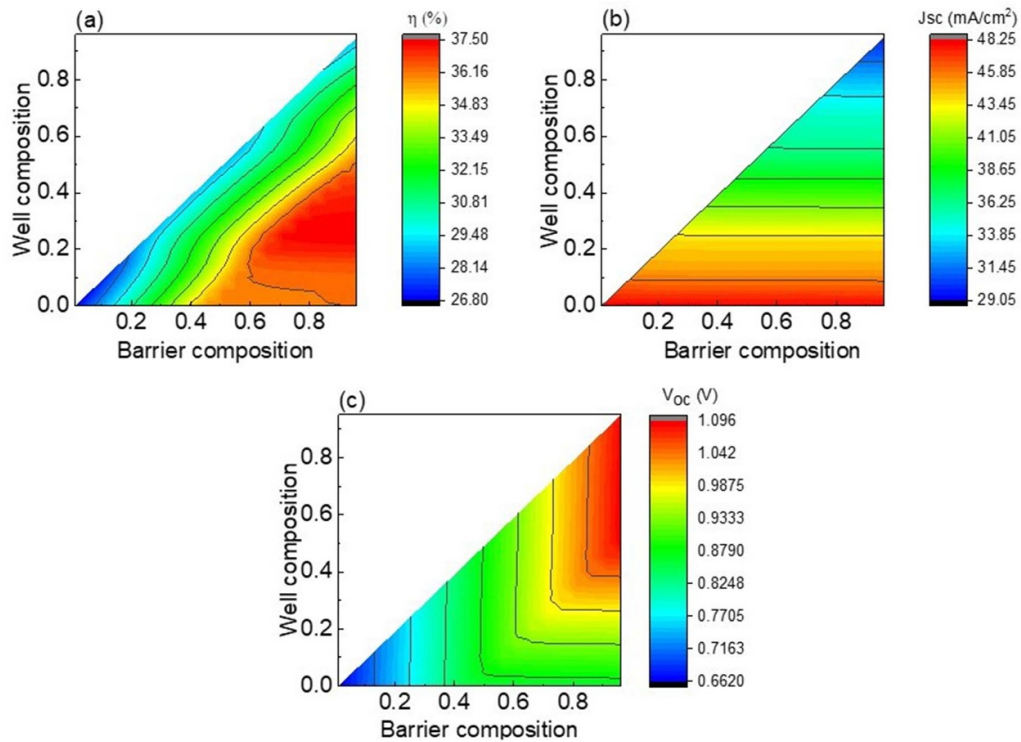 (a)
η (%)
37.50
36.16
34.83
33.49
32.15
30.81
29.48
28.14
26.80
Well composition
0.8
0.6
0.4
0.2
0.0
0.2 0.4 0.6 0.8
Barrier composition
(b)
Jsc (mA/cm²)
48.25
45.85
43.45
41.05
38.65
36.25
33.85
31.45
29.05
Well composition
0.8
0.6
0.4
0.2
0.0
0.2 0.4 0.6 0.8
Barrier composition
(c)
V_OC (V)
1.096
1.042
0.9875
0.9333
0.8790
0.8248
0.7705
0.7163
0.6620
Well composition
0.8
0.6
0.4
0.2
0.0
0.2 0.4 0.6 0.8
Barrier composition